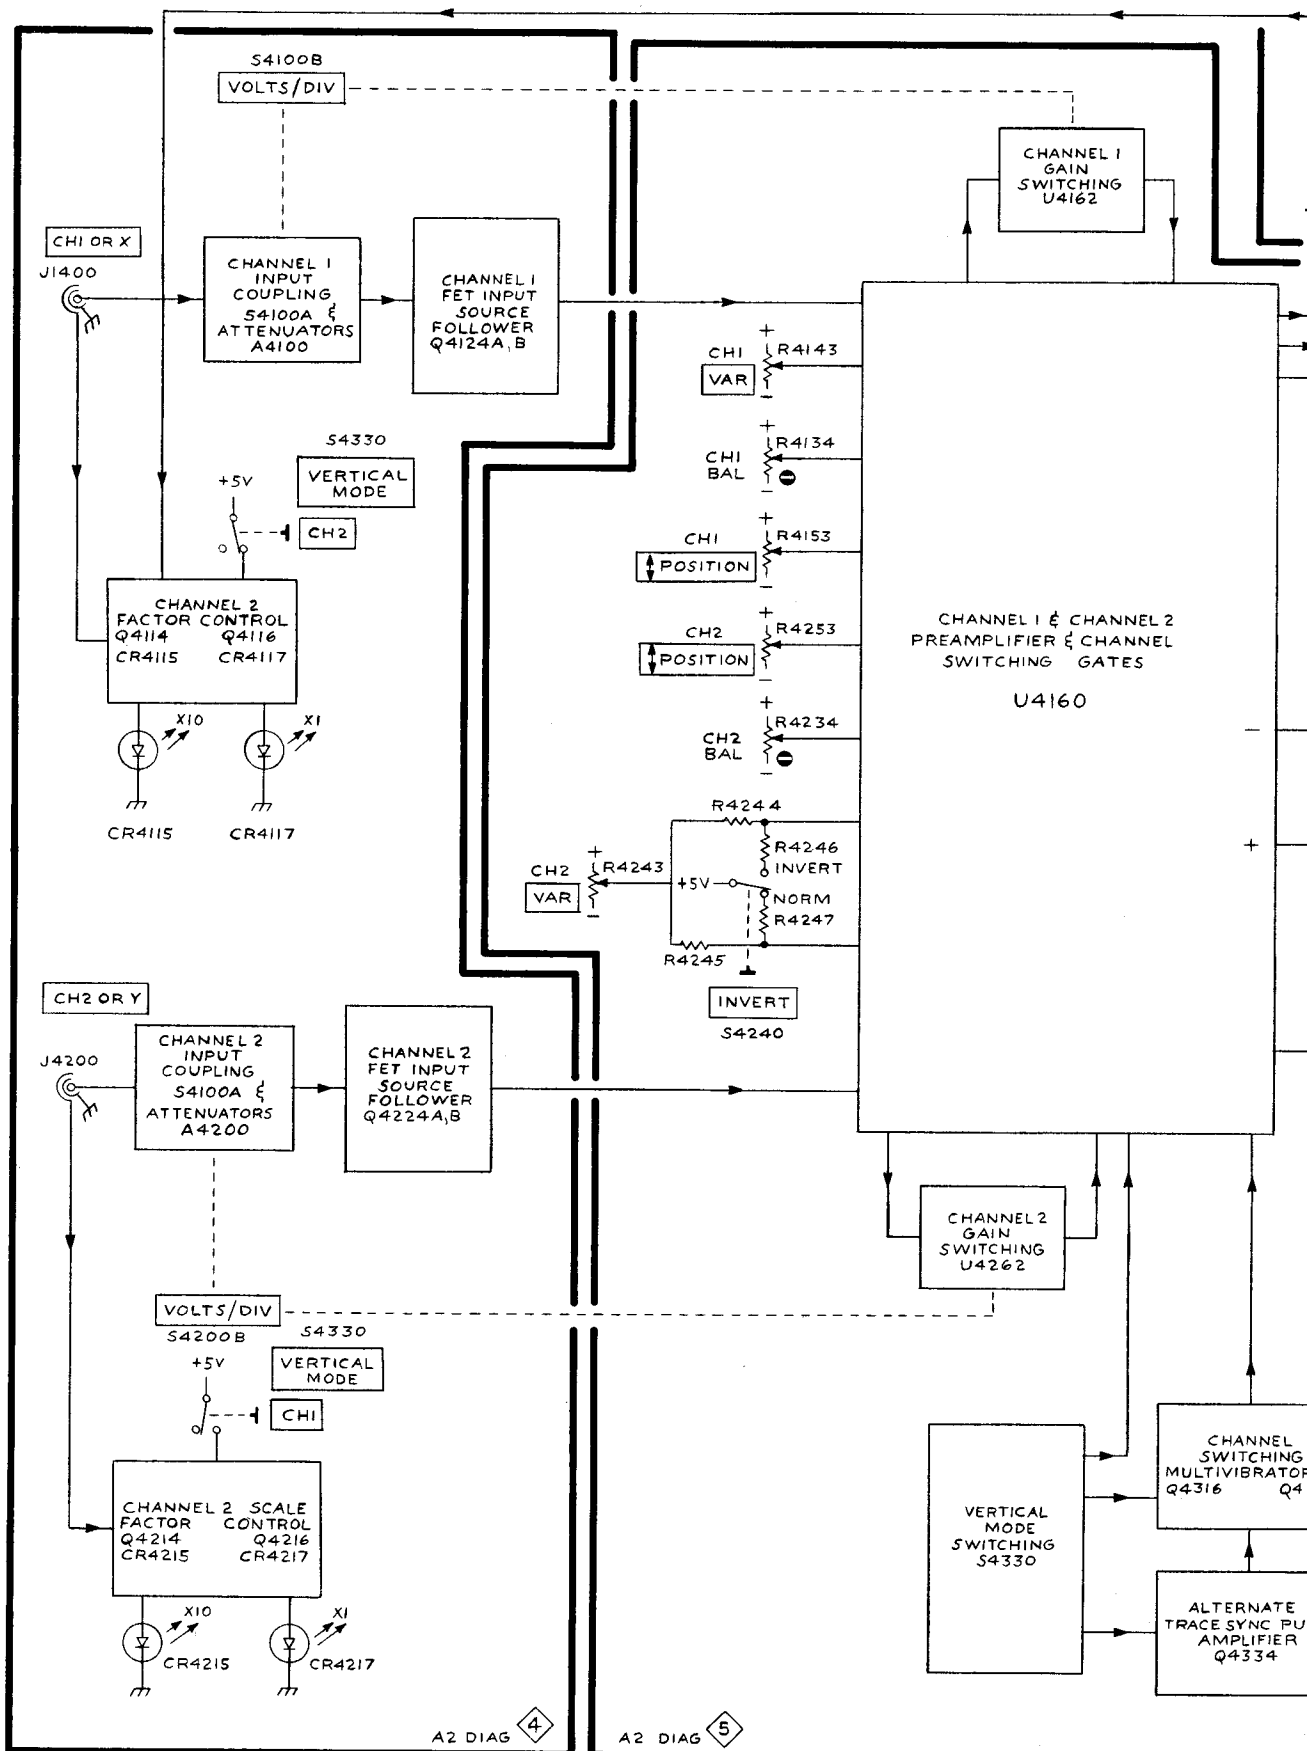 S4100B
VOLTS/DIV
CHANNEL 1
GAIN
SWITCHING
U4162
CH1 OR X
J1400
CHANNEL 1
INPUT
COUPLING
S4100A &
ATTENUATORS
A4100
CHANNEL 1
FET INPUT
SOURCE
FOLLOWER
Q4124A,B
+
CH1
R4143
VAR
−
+
R4134
CH1
BAL
−
+
CH1
R4153
POSITION
−
+
CH2
R4253
POSITION
−
+
R4234
CH2
BAL
−
S4330
VERTICAL
MODE
+5V
CH2
CHANNEL 2
FACTOR CONTROL
Q4114 Q4116
CR4115 CR4117
X10
X1
CR4115
CR4117
CHANNEL 1 & CHANNEL 2
PREAMPLIFIER & CHANNEL
SWITCHING GATES
U4160
−
+
R4244
R4246
INVERT
+5V
NORM
R4247
R4245
+
CH2
R4243
VAR
−
INVERT
S4240
CH2 OR Y
J4200
CHANNEL 2
INPUT
COUPLING
S4100A &
ATTENUATORS
A4200
CHANNEL 2
FET INPUT
SOURCE
FOLLOWER
Q4224A,B
CHANNEL 2
GAIN
SWITCHING
U4262
VOLTS/DIV
S4200B
S4330
VERTICAL
MODE
+5V
CH1
CHANNEL 2 SCALE
FACTOR CONTROL
Q4214 Q4216
CR4215 CR4217
X10
X1
CR4215
CR4217
VERTICAL
MODE
SWITCHING
S4330
CHANNEL
SWITCHING
MULTIVIBRATOR
Q4316 Q4
ALTERNATE
TRACE SYNC PU
AMPLIFIER
Q4334
A2 DIAG 4
A2 DIAG 5